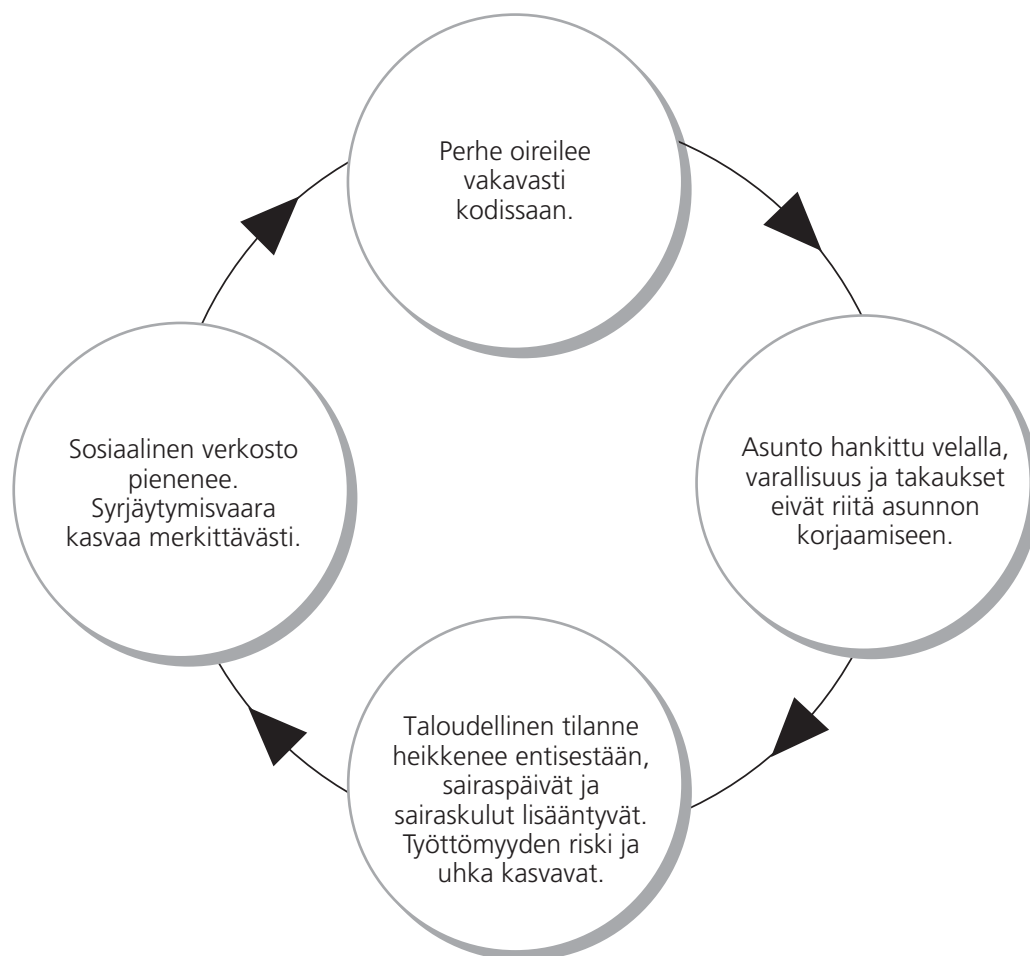 Perhe oireilee
vakavasti
kodissaan.
Asunto hankittu velalla,
varallisuus ja takaukset
eivät riitä asunnon
korjaamiseen.
Taloudellinen tilanne
heikkenee entisestään,
sairaspäivät ja
sairaskulut lisääntyvät.
Työttömyyden riski ja
uhka kasvavat.
Sosiaalinen verkosto
pienenee.
Syrjäytymisvaara
kasvaa merkittävästi.